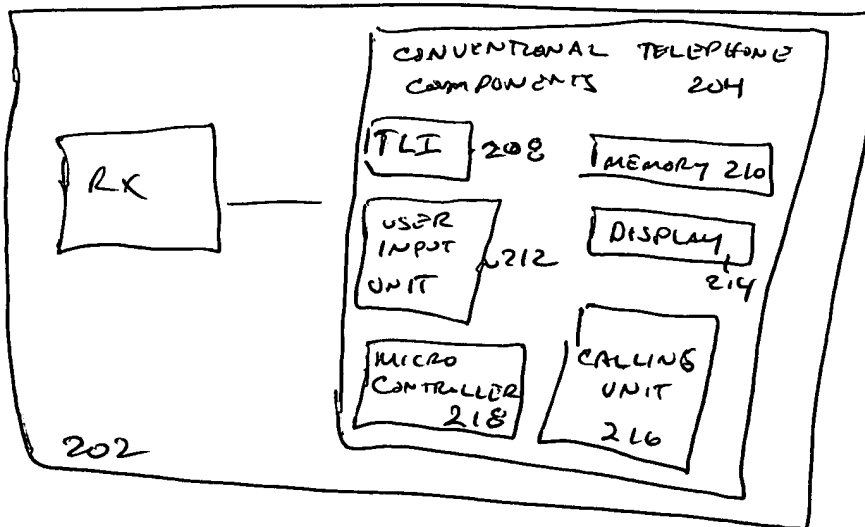 CONVENTIONAL TELEPHONE
COMPONENTS 204
RX
TLI 208
MEMORY 210
USER
INPUT
UNIT
212
DISPLAY
214
MICRO
CONTROLLER
218
CALLING
UNIT
216
202